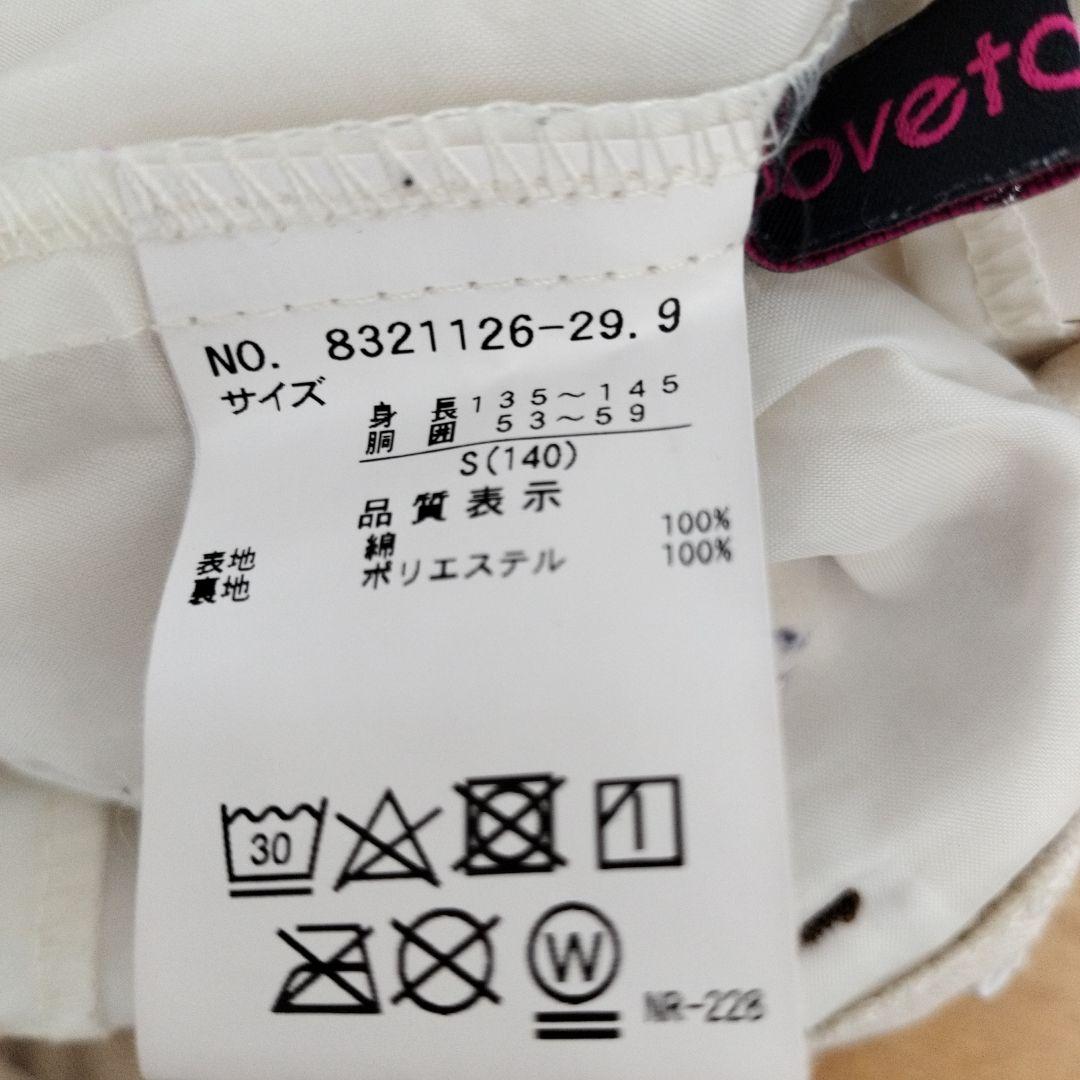 oveto
NO. 8321126-29.9
サイズ
身長 135～145
胴囲 53～59
S(140)
品質表示
表地 綿 100%
裏地 ポリエステル 100%
30
W
NR-228